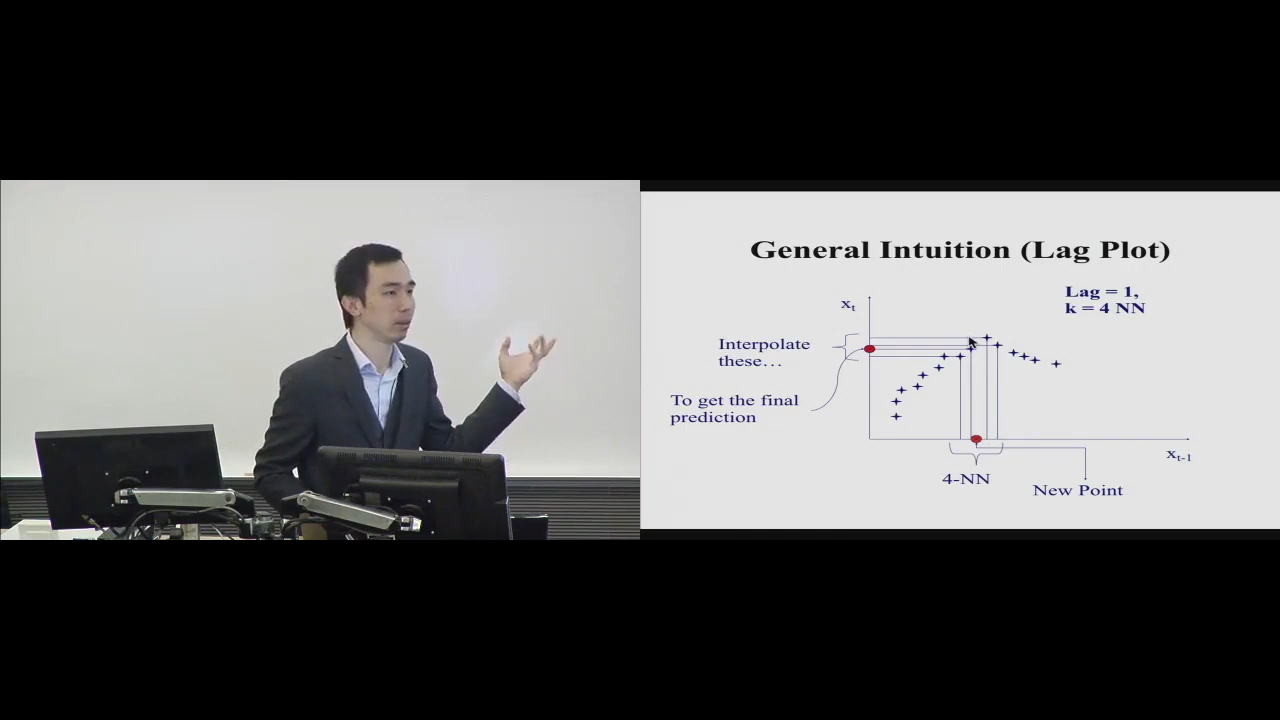 General Intuition (Lag Plot)
Lag = 1,
k = 4 NN
xt
Interpolate
these…
To get the final
prediction
xt-1
4-NN
New Point